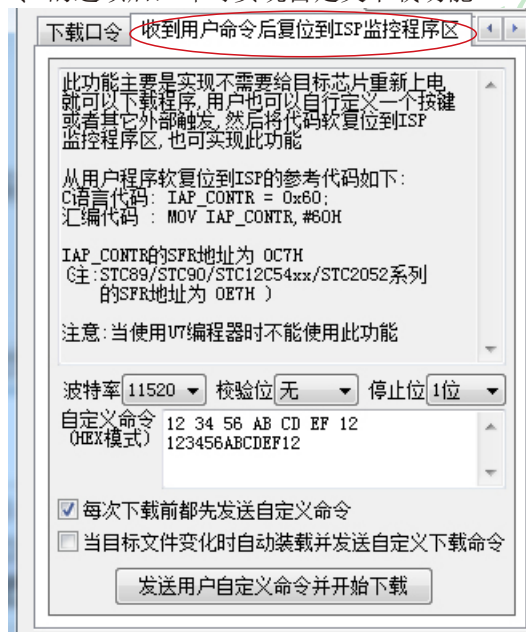 下载口令 收到用户命令后复位到ISP监控程序区
此功能主要是实现不需要给目标芯片重新上电
就可以下载程序,用户也可以自行定义一个按键
或者其它外部触发,然后将代码软复位到ISP
监控程序区,也可实现此功能
从用户程序软复位到ISP的参考代码如下:
C语言代码: IAP_CONTR = 0x60;
汇编代码 : MOV IAP_CONTR,#60H
IAP_CONTR的SFR地址为 0C7H
(注:STC89/STC90/STC12C54xx/STC2052系列
的SFR地址为 0E7H )
注意:当使用U7编程器时不能使用此功能
波特率 11520 校验位 无 停止位 1位
自定义命令 12 34 56 AB CD EF 12
(HEX模式) 123456ABCDEF12
每次下载前都先发送自定义命令
当目标文件变化时自动装载并发送自定义下载命令
发送用户自定义命令并开始下载